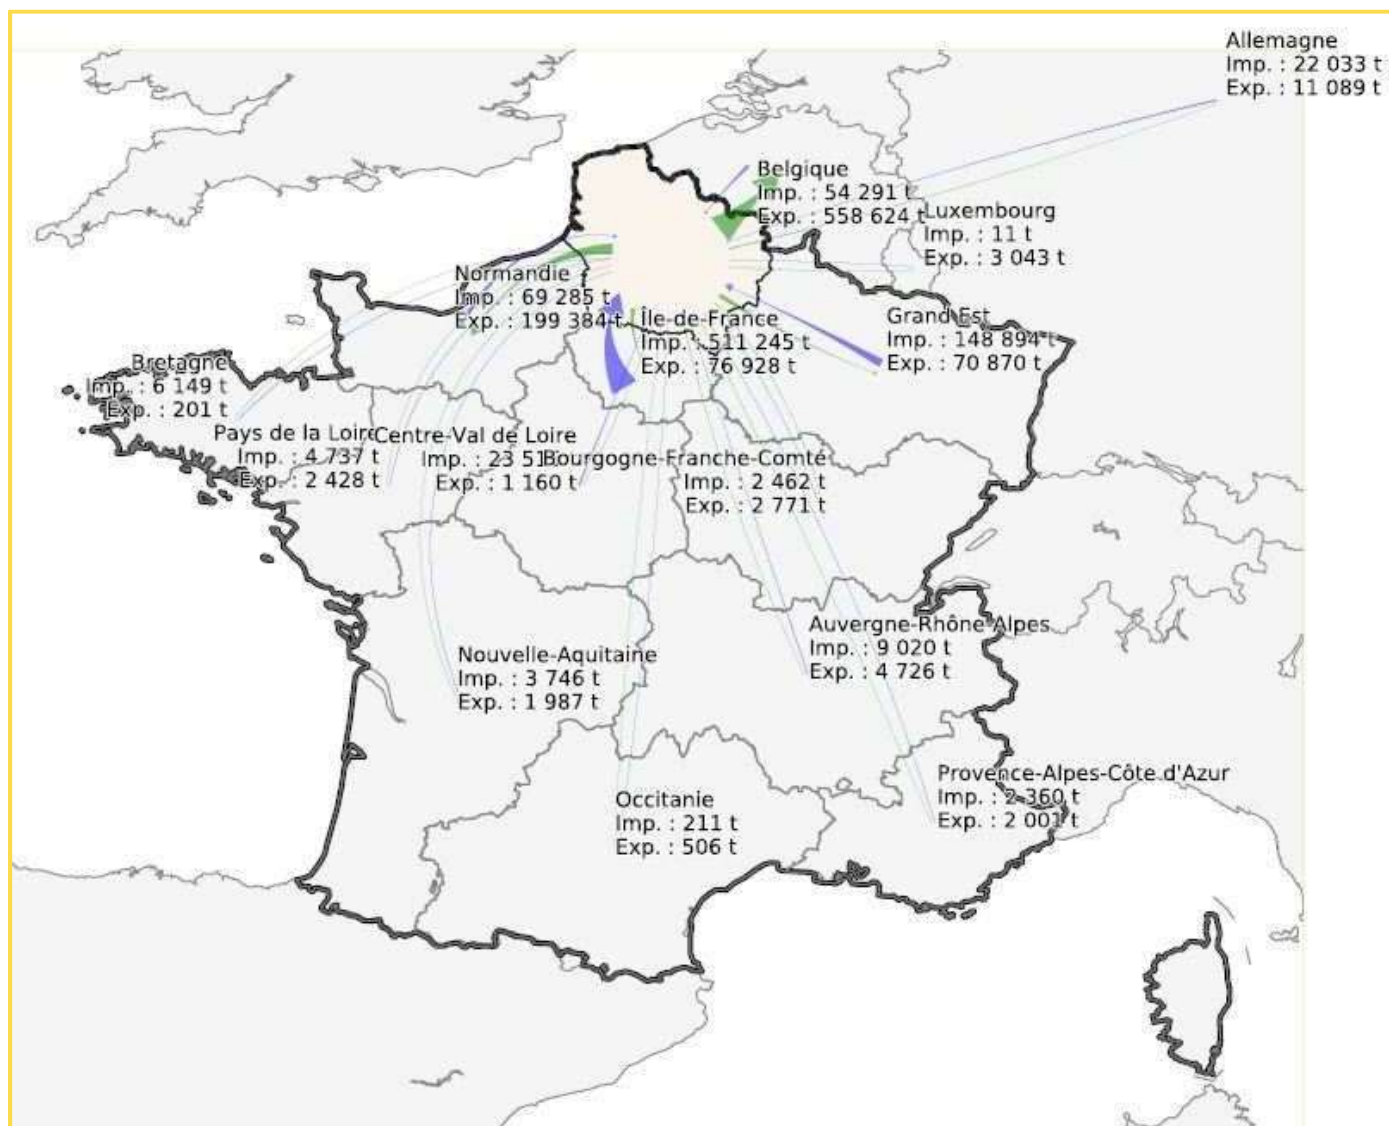 Allemagne
Imp. : 22 033 t
Exp. : 11 089 t
Belgique
Imp. : 54 291 t
Exp. : 558 624 t
Luxembourg
Imp. : 11 t
Exp. : 3 043 t
Normandie
Imp. : 69 285 t
Exp. : 199 384 t
Île-de-France
Imp. : 511 245 t
Exp. : 76 928 t
Grand Est
Imp. : 148 894 t
Exp. : 70 870 t
Bretagne
Imp. : 6 149 t
Exp. : 201 t
Pays de la Loire
Imp. : 4 737 t
Exp. : 2 428 t
Centre-Val de Loire
Imp. : 23 51
Exp. : 1 160 t
Bourgogne-Franche-Comté
Imp. : 2 462 t
Exp. : 2 771 t
Auvergne-Rhône Alpes
Imp. : 9 020 t
Exp. : 4 726 t
Nouvelle-Aquitaine
Imp. : 3 746 t
Exp. : 1 987 t
Provence-Alpes-Côte d'Azur
Imp. : 2 360 t
Exp. : 2 001 t
Occitanie
Imp. : 211 t
Exp. : 506 t